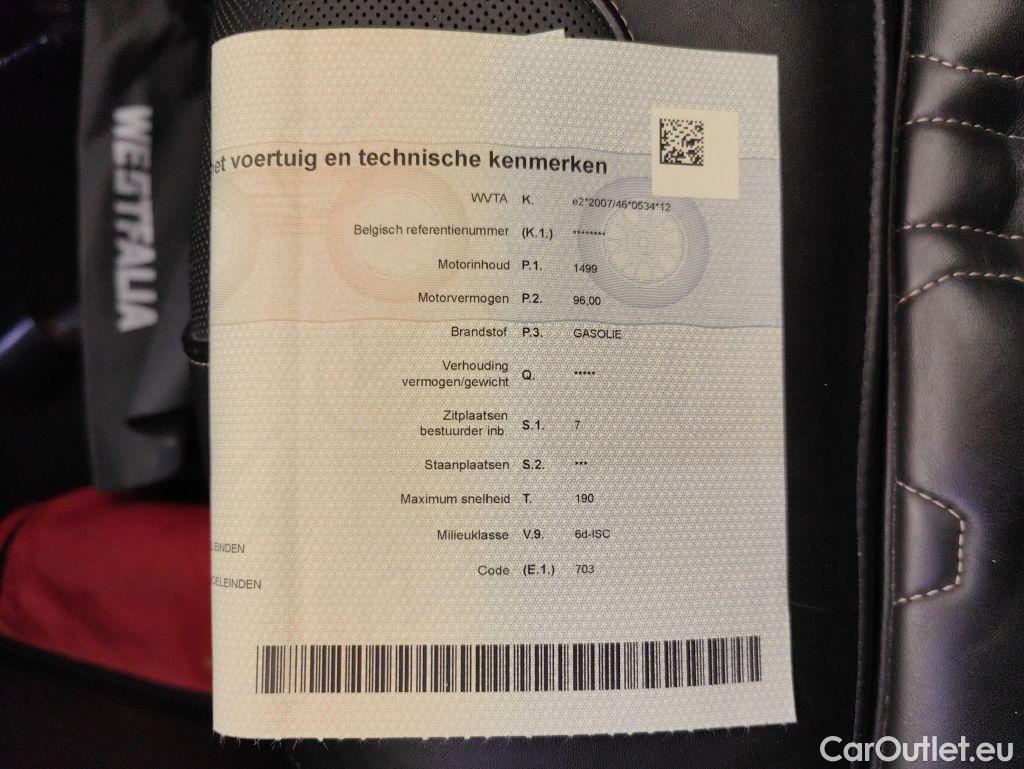 WESTFALIA
het voertuig en technische kenmerken
WVTA K. e2*2007/46*0534*12
Belgisch referentienummer (K.1.) ********
Motorinhoud P.1. 1499
Motorvermogen P.2. 96,00
Brandstof P.3. GASOLIE
Verhouding
vermogen/gewicht Q. *****
Zitplaatsen
bestuurder inb. S.1. 7
Staanplaatsen S.2. ***
Maximum snelheid T. 190
Milieuklasse V.9. 6d-ISC
LEINDEN
Code (E.1.) 703
OELEINDEN
CarOutlet.eu